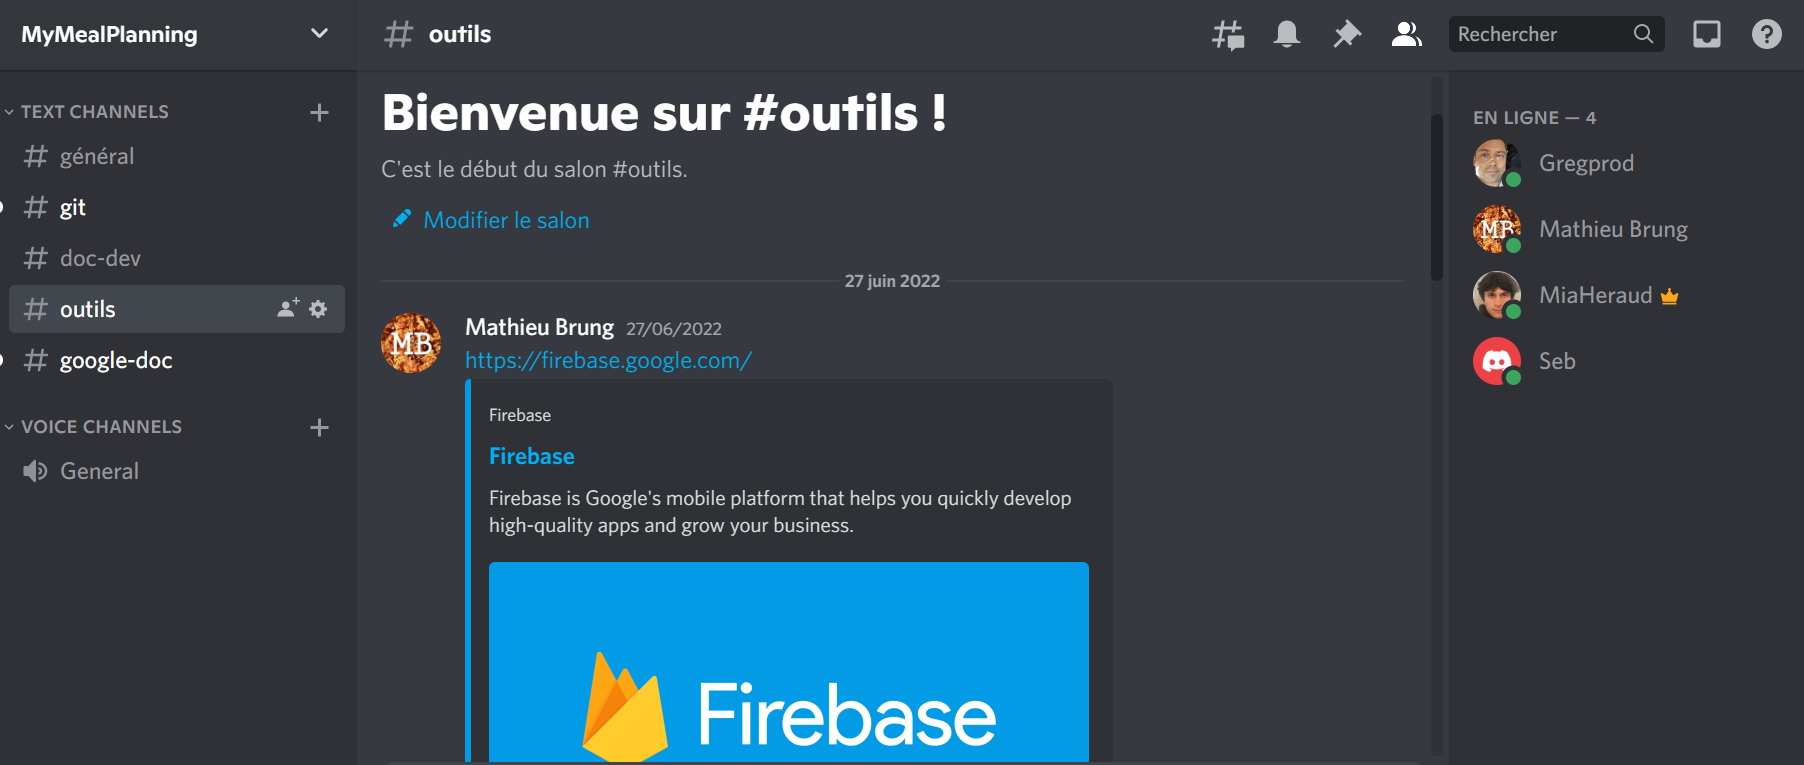 MyMealPlanning
TEXT CHANNELS
général
git
doc-dev
outils
google-doc
VOICE CHANNELS
General
outils
Rechercher
Bienvenue sur #outils !
C'est le début du salon #outils.
Modifier le salon
27 juin 2022
MB
Mathieu Brung 27/06/2022
https://firebase.google.com/
Firebase
Firebase
Firebase is Google's mobile platform that helps you quickly develop
high-quality apps and grow your business.
Firebase
EN LIGNE — 4
Gregprod
MB
Mathieu Brung
MiaHeraud
Seb